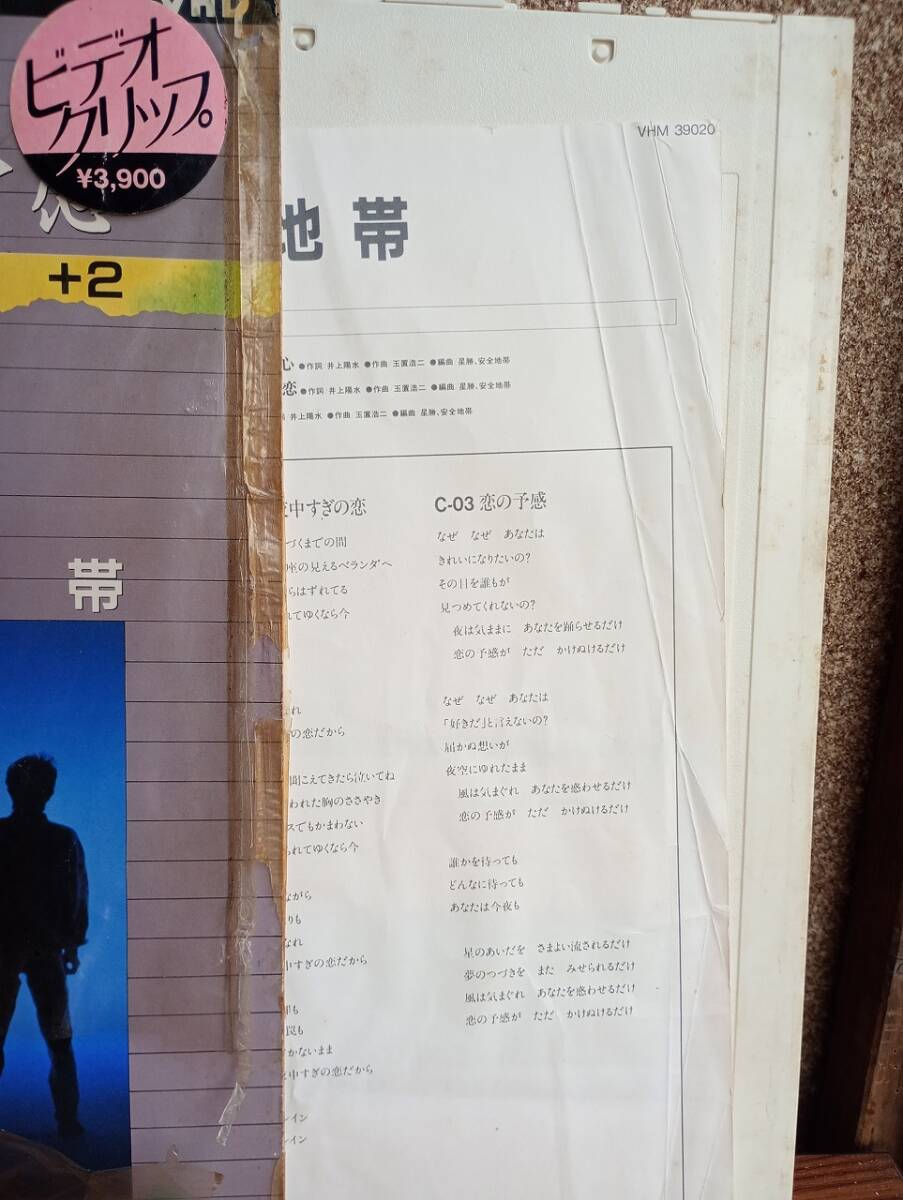 VHD
ビデオ
クリップ。
¥3,900
+2
帯
VHM 39020
地帯
心 ●作詞 井上陽水 ●作曲 玉置浩二 ●編曲 星勝、安全地帯
恋 ●作詞 井上陽水 ●作曲 玉置浩二 ●編曲 星勝、安全地帯
井上陽水 ●作曲 玉置浩二 ●編曲 星勝、安全地帯
中すぎの恋
づくまでの間
座の見えるベランダへ
らはずれてる
れてゆくなら今
れ
の恋だから
聞こえてきたら泣いてね
われた胸のささやき
スでもかまわない
られてゆくなら今
ながら
りも
なれ
中すぎの恋だから
も
罠も
かないまま
中すぎの恋だから
イン
イン
C-03 恋の予感
なぜ なぜ あなたは
きれいになりたいの?
その目を誰もが
見つめてくれないの?
夜は気ままに あなたを踊らせるだけ
恋の予感が ただ かけぬけるだけ
なぜ なぜ あなたは
「好きだ」と言えないの?
届かぬ想いが
夜空にゆれたまま
風は気まぐれ あなたを惑わせるだけ
恋の予感が ただ かけぬけるだけ
誰かを待っても
どんなに待っても
あなたは今夜も
星のあいだを さまよい流されるだけ
夢のつづきを また みせられるだけ
風は気まぐれ あなたを惑わせるだけ
恋の予感が ただ かけぬけるだけ